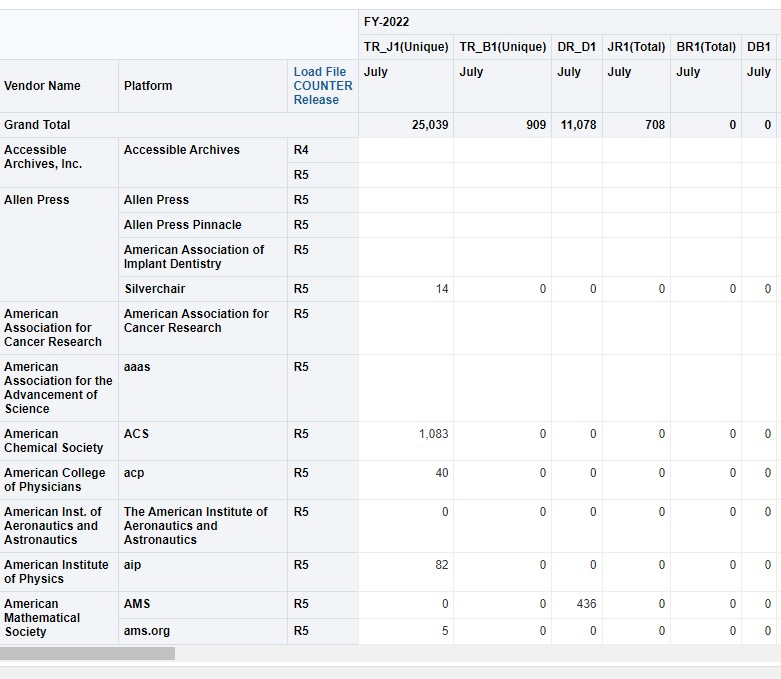 FY-2022
TR_J1(Unique) TR_B1(Unique) DR_D1 JR1(Total) BR1(Total) DB1
Vendor Name Platform Load File COUNTER Release July July July July July July
Grand Total 25,039 909 11,078 708 0 0
Accessible Archives, Inc. Accessible Archives R4
R5
Allen Press Allen Press R5
Allen Press Pinnacle R5
American Association of Implant Dentistry R5
Silverchair R5 14 0 0 0 0 0
American Association for Cancer Research American Association for Cancer Research R5
American Association for the Advancement of Science aaas R5
American Chemical Society ACS R5 1,083 0 0 0 0 0
American College of Physicians acp R5 40 0 0 0 0 0
American Inst. of Aeronautics and Astronautics The American Institute of Aeronautics and Astronautics R5 0 0 0 0 0 0
American Institute of Physics aip R5 82 0 0 0 0 0
American Mathematical Society AMS R5 0 0 436 0 0 0
ams.org R5 5 0 0 0 0 0